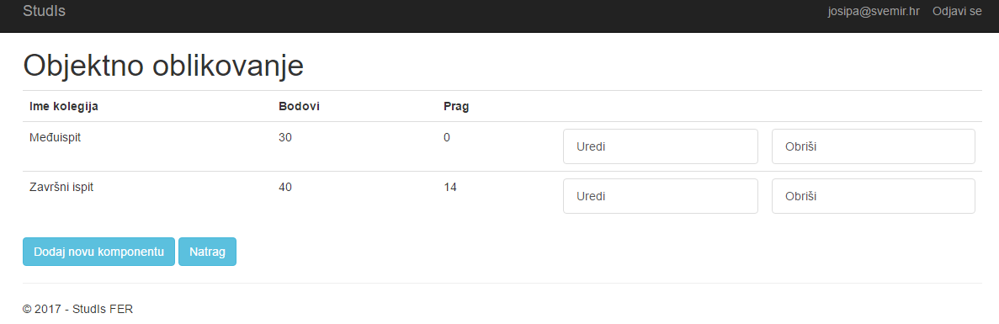 StudIs josipa@svemir.hr Odjavi se
Objektno oblikovanje
Ime kolegija Bodovi Prag
Međuispit 30 0 Uredi Obriši
Završni ispit 40 14 Uredi Obriši
Dodaj novu komponentu Natrag
© 2017 - StudIs FER